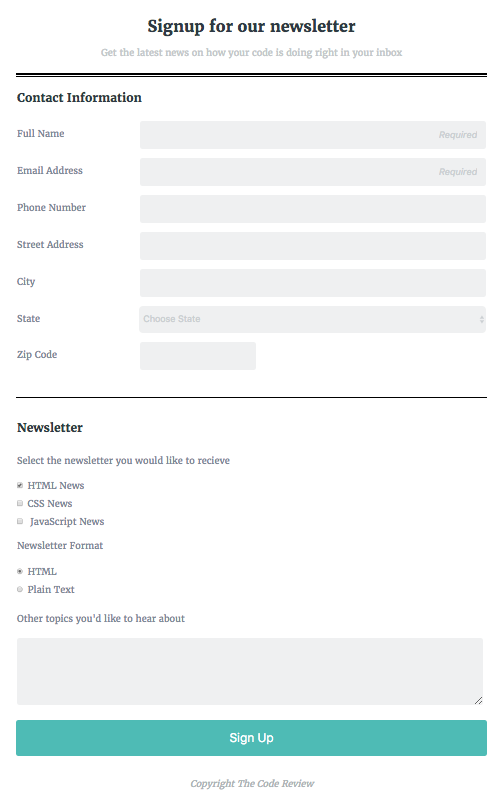 Signup for our newsletter
Get the latest news on how your code is doing right in your inbox
Contact Information
Full Name Required
Email Address Required
Phone Number
Street Address
City
State Choose State
Zip Code
Newsletter
Select the newsletter you would like to recieve
HTML News
CSS News
JavaScript News
Newsletter Format
HTML
Plain Text
Other topics you'd like to hear about
Sign Up
Copyright The Code Review